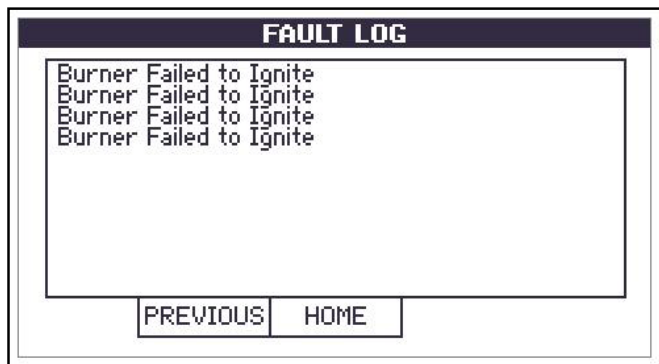 FAULT LOG
Burner Failed to Ignite
Burner Failed to Ignite
Burner Failed to Ignite
Burner Failed to Ignite
PREVIOUS HOME